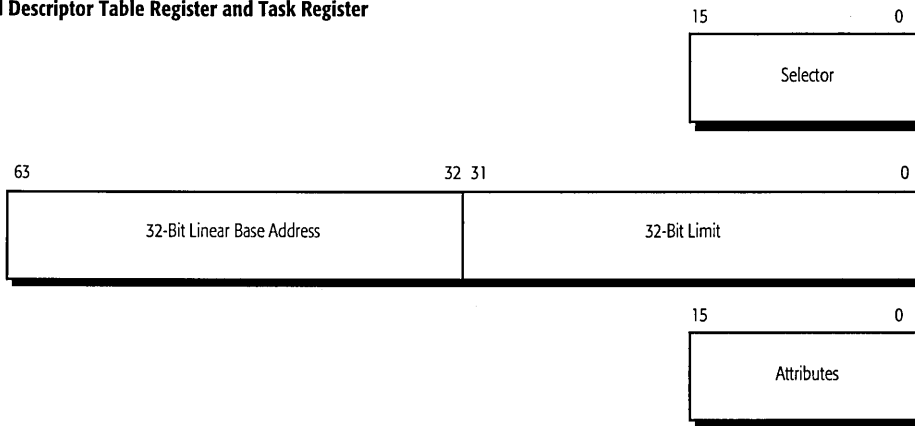 Descriptor Table Register and Task Register
15 0
Selector
63 32 31 0
32-Bit Linear Base Address 32-Bit Limit
15 0
Attributes